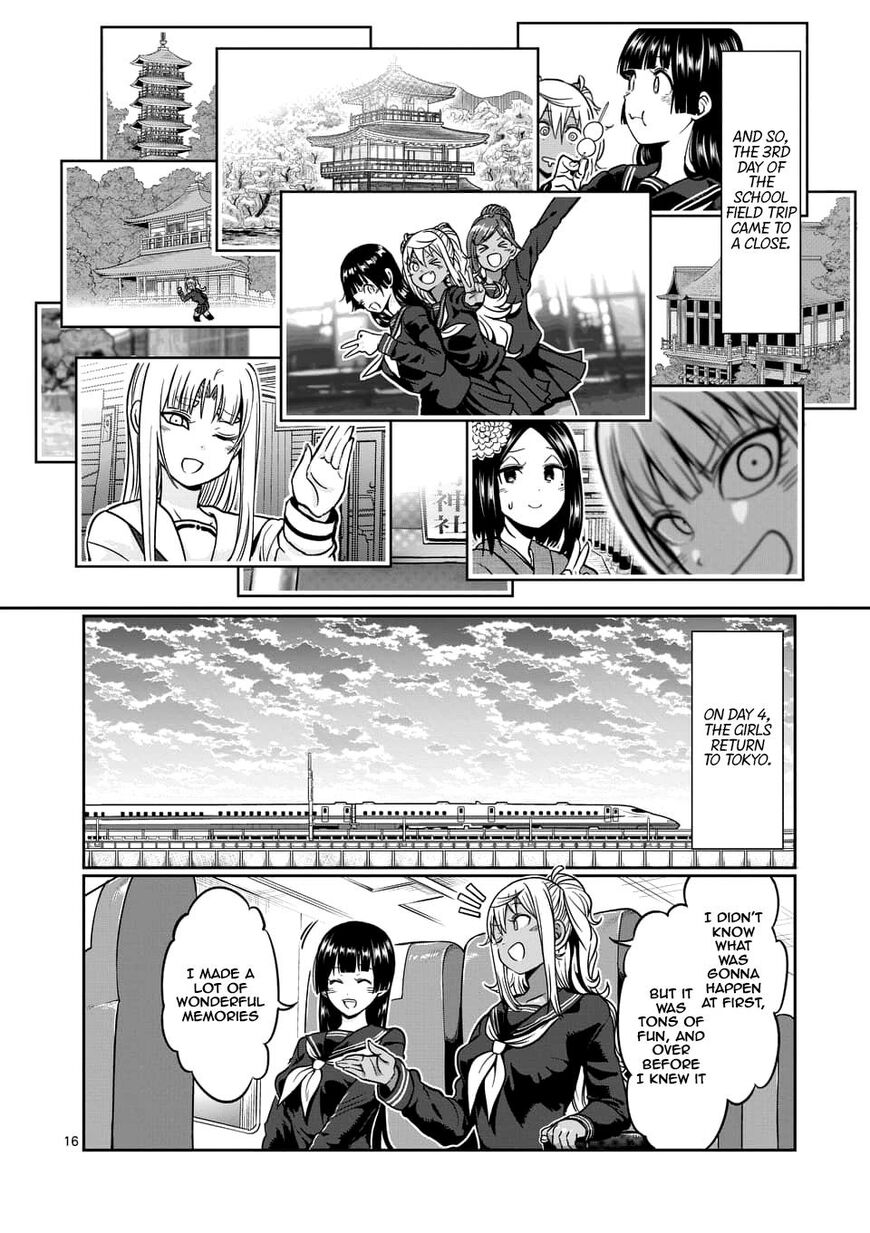 AND SO,
THE 3RD
DAY OF
THE
SCHOOL
FIELD TRIP
CAME TO
A CLOSE.
神
社
ON DAY 4,
THE GIRLS
RETURN
TO TOKYO.
I DIDN'T
KNOW
WHAT
WAS
GONNA
HAPPEN
AT FIRST,
BUT IT
WAS
TONS OF
FUN, AND
OVER
BEFORE
I KNEW IT
I MADE A
LOT OF
WONDERFUL
MEMORIES
16